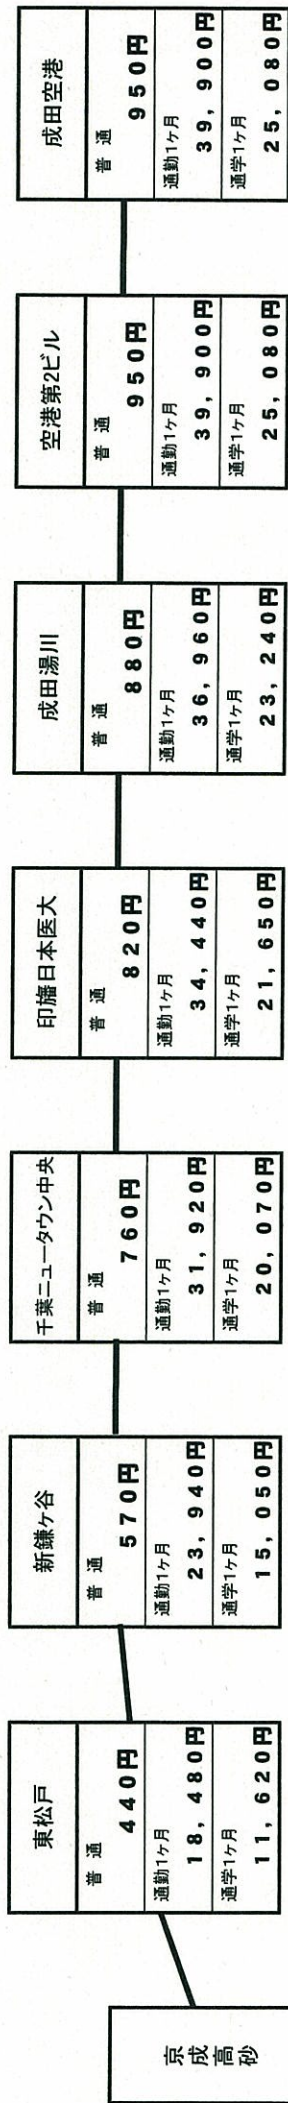 京成高砂
東松戸
普通
440円
通勤1ヶ月
18,480円
通学1ヶ月
11,620円
新鎌ヶ谷
普通
570円
通勤1ヶ月
23,940円
通学1ヶ月
15,050円
千葉ニュータウン中央
普通
760円
通勤1ヶ月
31,920円
通学1ヶ月
20,070円
印旛日本医大
普通
820円
通勤1ヶ月
34,440円
通学1ヶ月
21,650円
成田湯川
普通
880円
通勤1ヶ月
36,960円
通学1ヶ月
23,240円
空港第2ビル
普通
950円
通勤1ヶ月
39,900円
通学1ヶ月
25,080円
成田空港
普通
950円
通勤1ヶ月
39,900円
通学1ヶ月
25,080円